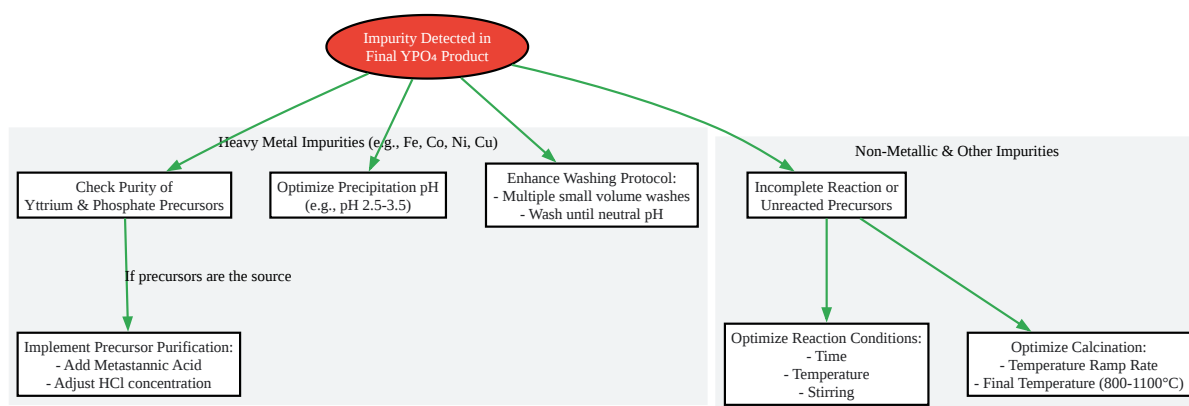 Impurity Detected in
Final YPO₄ Product
Heavy Metal Impurities (e.g., Fe, Co, Ni, Cu)
Non-Metallic & Other Impurities
Check Purity of
Yttrium & Phosphate Precursors
Optimize Precipitation pH
(e.g., pH 2.5-3.5)
Enhance Washing Protocol:
- Multiple small volume washes
- Wash until neutral pH
Incomplete Reaction or
Unreacted Precursors
If precursors are the source
Implement Precursor Purification:
- Add Metastannic Acid
- Adjust HCl concentration
Optimize Reaction Conditions:
- Time
- Temperature
- Stirring
Optimize Calcination:
- Temperature Ramp Rate
- Final Temperature (800-1100°C)